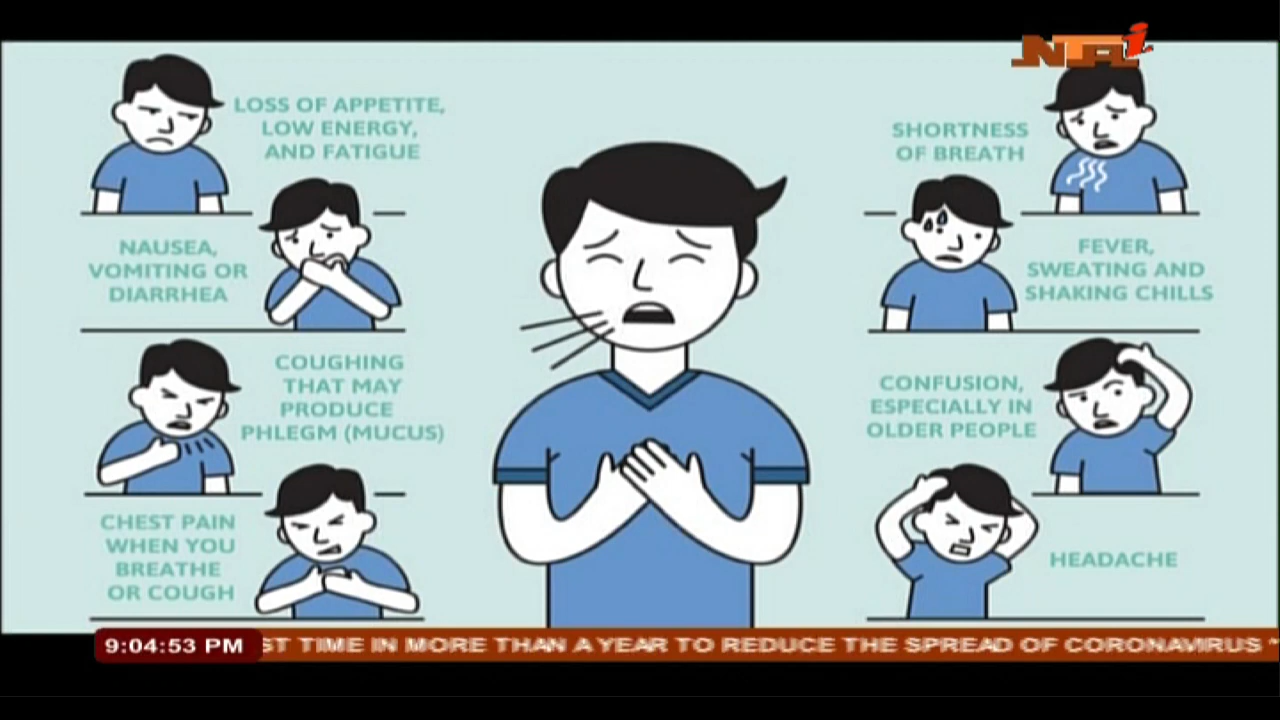 NTAi
LOSS OF APPETITE,
LOW ENERGY,
AND FATIGUE
NAUSEA,
VOMITING OR
DIARRHEA
COUGHING
THAT MAY
PRODUCE
PHLEGM (MUCUS)
CHEST PAIN
WHEN YOU
BREATHE
OR COUGH
SHORTNESS
OF BREATH
FEVER,
SWEATING AND
SHAKING CHILLS
CONFUSION,
ESPECIALLY IN
OLDER PEOPLE
HEADACHE
9:04:53 PM ST TIME IN MORE THAN A YEAR TO REDUCE THE SPREAD OF CORONAVIRUS "